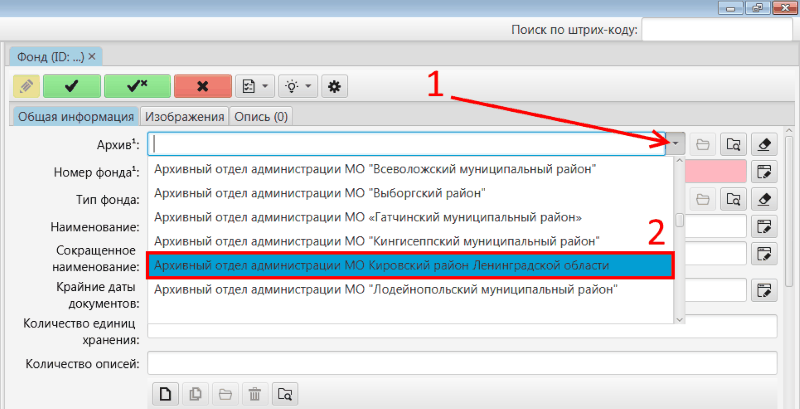 Поиск по штрих-коду:
Фонд (ID: ...) ×
1
Общая информация Изображения Опись (0)
Архив¹:
Архивный отдел администрации МО "Всеволожский муниципальный район"
Номер фонда¹:
Архивный отдел администрации МО "Выборгский район"
Тип фонда:
Архивный отдел администрации МО «Гатчинский муниципальный район»
Наименование:
2
Архивный отдел администрации МО "Кингисеппский муниципальный район"
Сокращенное
наименование:
Архивный отдел администрации МО Кировский район Ленинградской области
Крайние даты
документов:
Архивный отдел администрации МО "Лодейнопольский муниципальный район"
Количество единиц
хранения:
Количество описей: